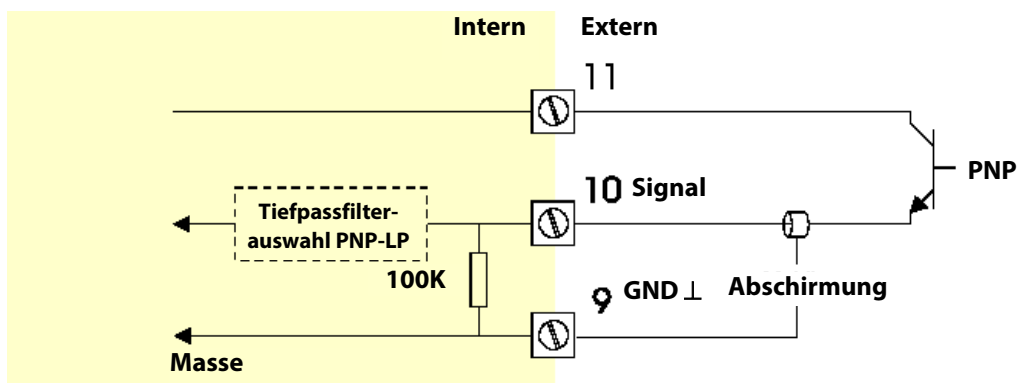 Intern
Extern
11
PNP
10 Signal
Tiefpassfilter-
auswahl PNP-LP
100K
9 GND ⊥
Abschirmung
Masse